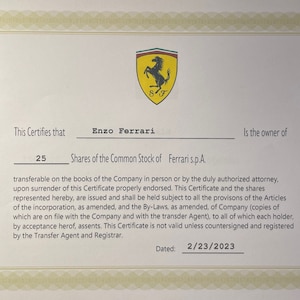 S F
This Certifies that Enzo Ferrari Is the owner of
25 Shares of the Common Stock of Ferrari s.p.A.
transferable on the books of the Company in person or by the duly authorized attorney,
upon surrender of this Certificate properly endorsed. This Certificate and the shares
represented hereby, are issued and shall be held subject to all the provisons of the Articles
of the incorporation, as amended, and the By-Laws, as amended, of Company (copies of
which are on file with the Company and with the transder Agent), to all of which each holder,
by acceptance herof, assents. This Certificate is not valid unless countersigned and registered
by the Transfer Agent and Registrar.
Dated: 2/23/2023